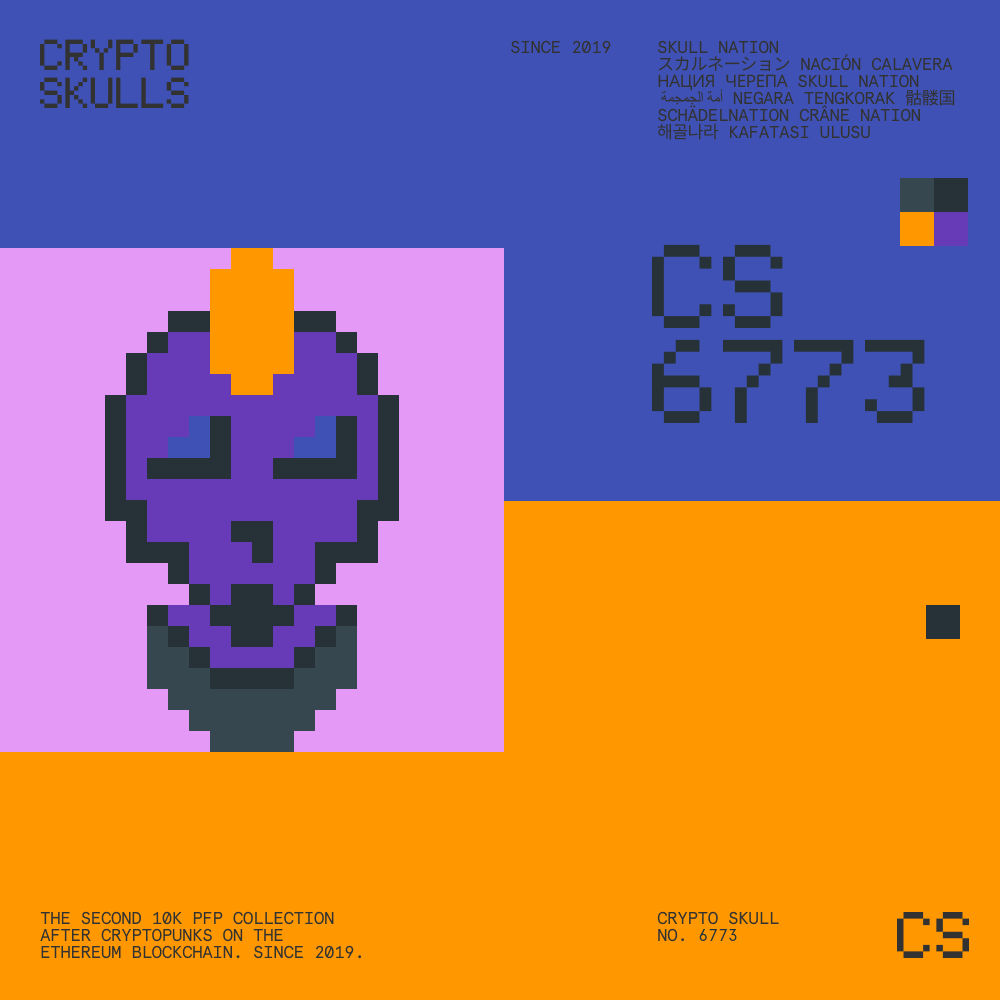 CRYPTO
SKULLS
SINCE 2019
SKULL NATION
スカルネーション NACIÓN CALAVERA
НАЦИЯ ЧЕРЕПА SKULL NATION
أمة الجمجمة NEGARA TENGKORAK 骷髅国
SCHÄDELNATION CRÂNE NATION
해골나라 KAFATASI ULUSU
CS
6773
THE SECOND 10K PFP COLLECTION
AFTER CRYPTOPUNKS ON THE
ETHEREUM BLOCKCHAIN. SINCE 2019.
CRYPTO SKULL
NO. 6773
CS